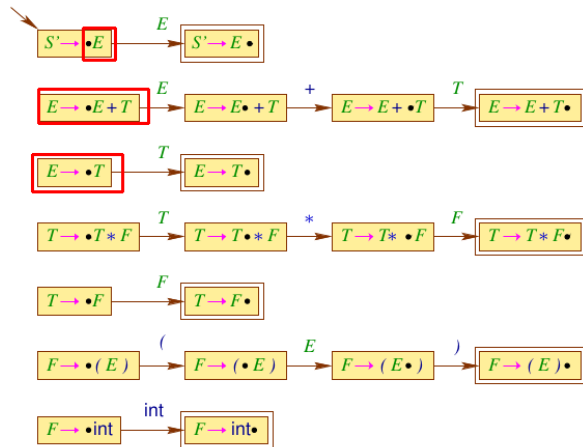 E
S'→ •E S'→ E •
E + T
E → •E + T E → E• + T E → E + •T E → E + T•
T
E → •T E → T •
T * F
T → •T * F T → T • * F T → T * •F T → T * F•
F
T → •F T → F •
( E )
F → • ( E ) F → ( • E ) F → ( E• ) F → ( E ) •
int
F → •int F → int•